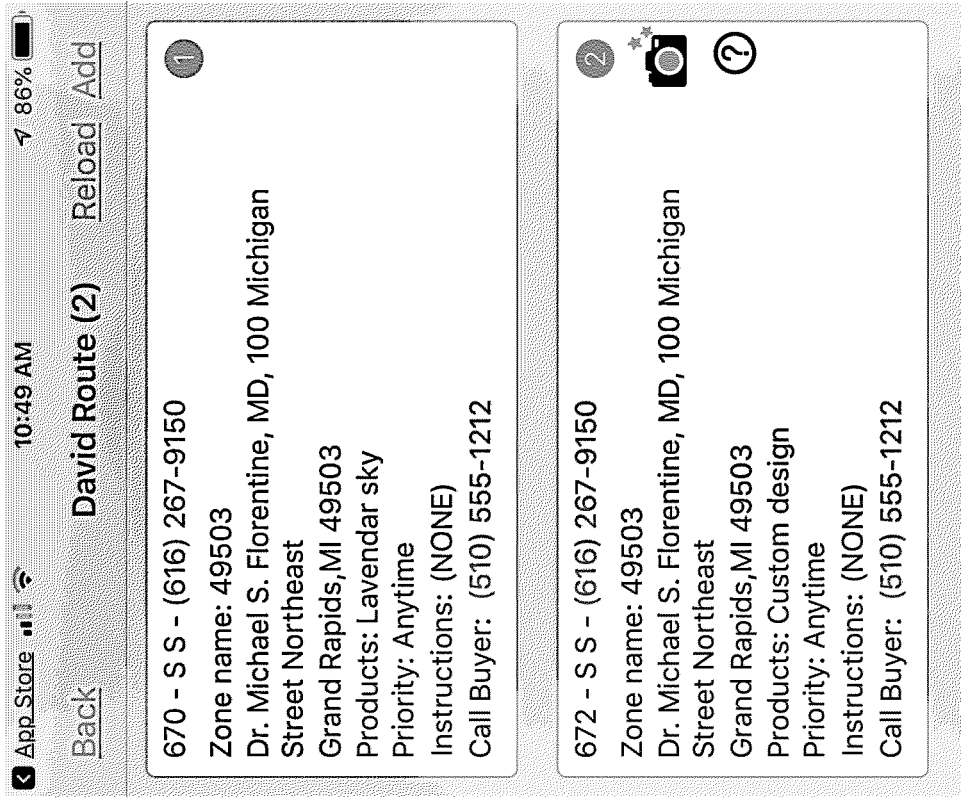 App Store 10:49 AM 86%
Back David Route (2) Reload Add
1
670 - S S - (616) 267-9150
Zone name: 49503
Dr. Michael S. Florentine, MD, 100 Michigan
Street Northeast
Grand Rapids,MI 49503
Products: Lavendar sky
Priority: Anytime
Instructions: (NONE)
Call Buyer: (510) 555-1212
2
672 - S S - (616) 267-9150
?
Zone name: 49503
Dr. Michael S. Florentine, MD, 100 Michigan
Street Northeast
Grand Rapids,MI 49503
Products: Custom design
Priority: Anytime
Instructions: (NONE)
Call Buyer: (510) 555-1212